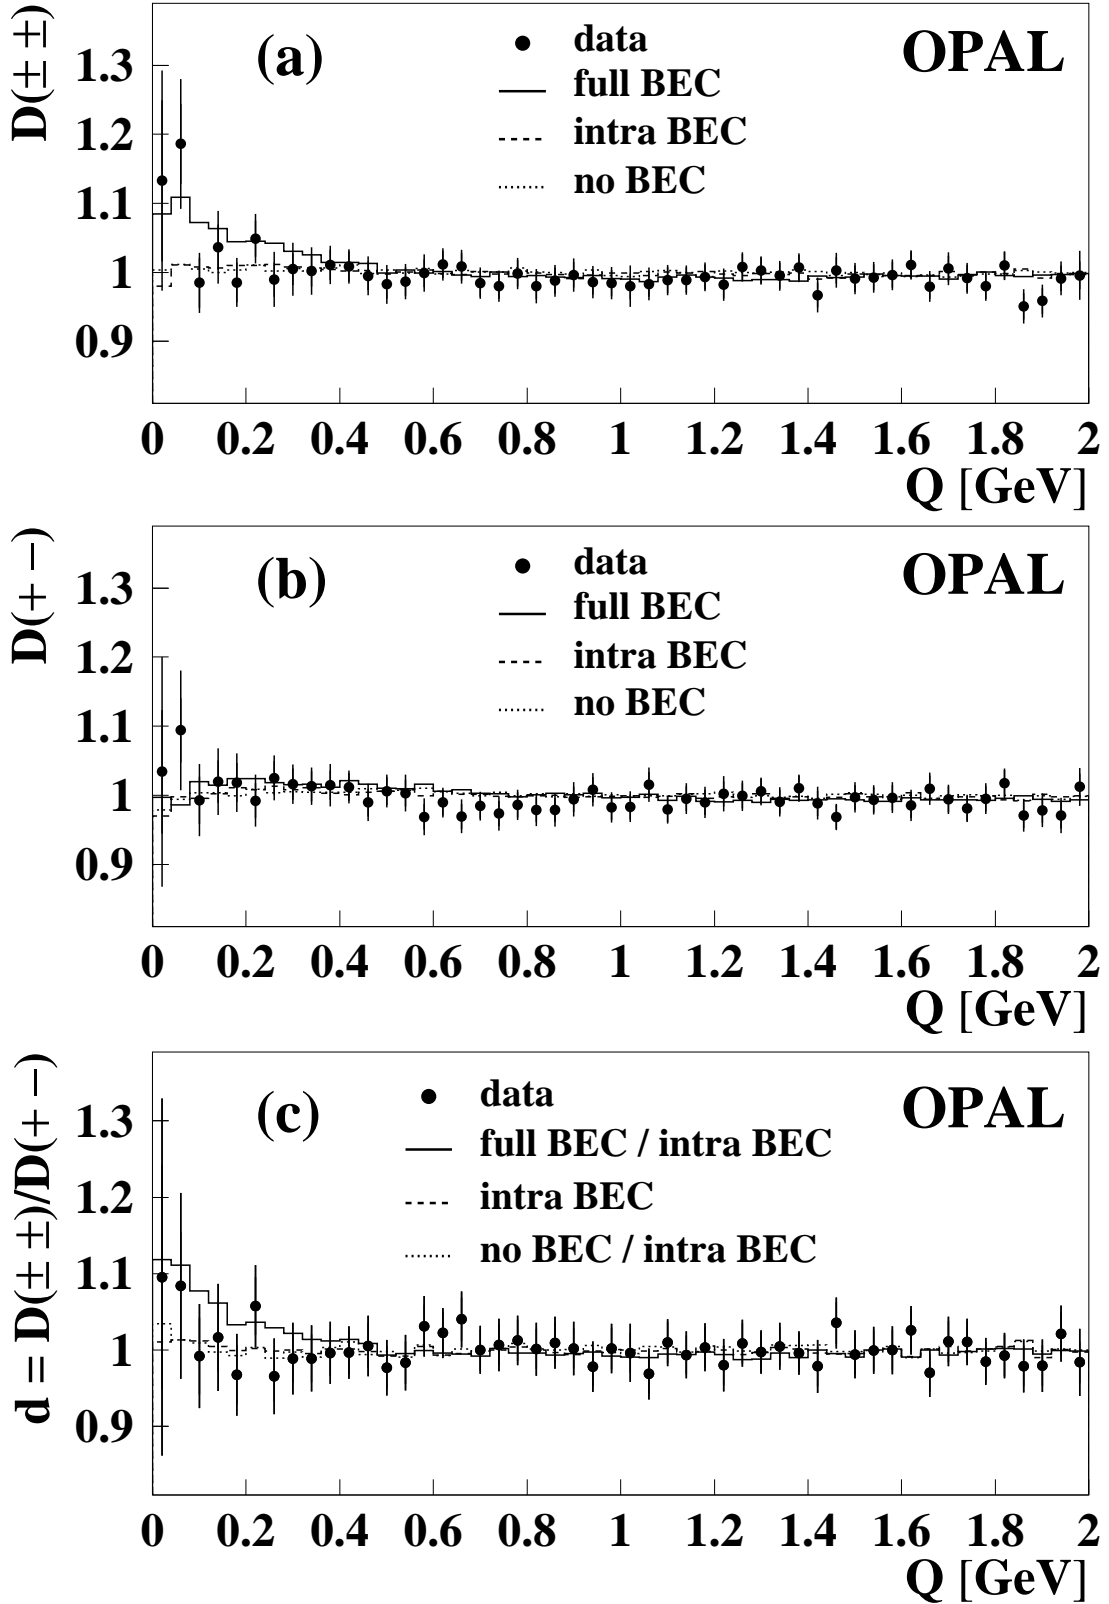 D(± ±)
(a)
data
full BEC
intra BEC
no BEC
OPAL
1.3
1.2
1.1
1
0.9
0 0.2 0.4 0.6 0.8 1 1.2 1.4 1.6 1.8 2
Q [GeV]
D(+ −)
(b)
data
full BEC
intra BEC
no BEC
OPAL
1.3
1.2
1.1
1
0.9
0 0.2 0.4 0.6 0.8 1 1.2 1.4 1.6 1.8 2
Q [GeV]
d = D(± ±)/D(+ −)
(c)
data
full BEC / intra BEC
intra BEC
no BEC / intra BEC
OPAL
1.3
1.2
1.1
1
0.9
0 0.2 0.4 0.6 0.8 1 1.2 1.4 1.6 1.8 2
Q [GeV]